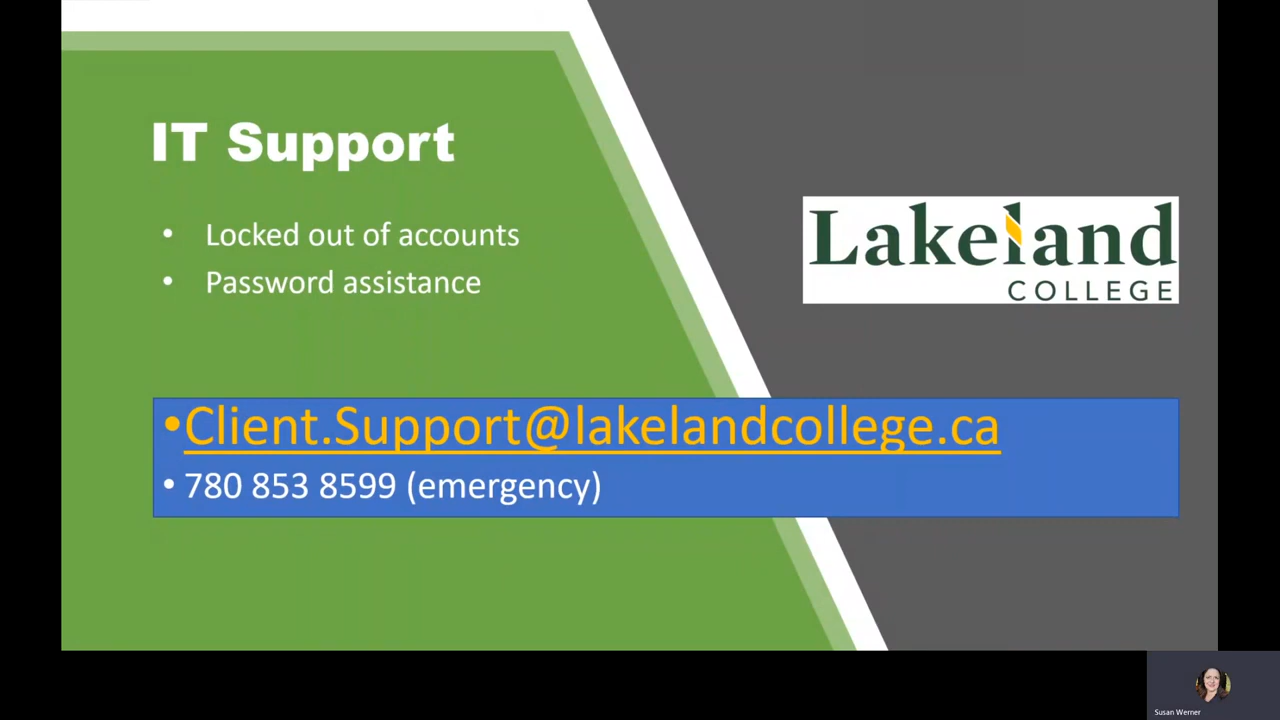 IT Support
• Locked out of accounts
• Password assistance
Lakeland
COLLEGE
•Client.Support@lakelandcollege.ca
• 780 853 8599 (emergency)
Susan Werner